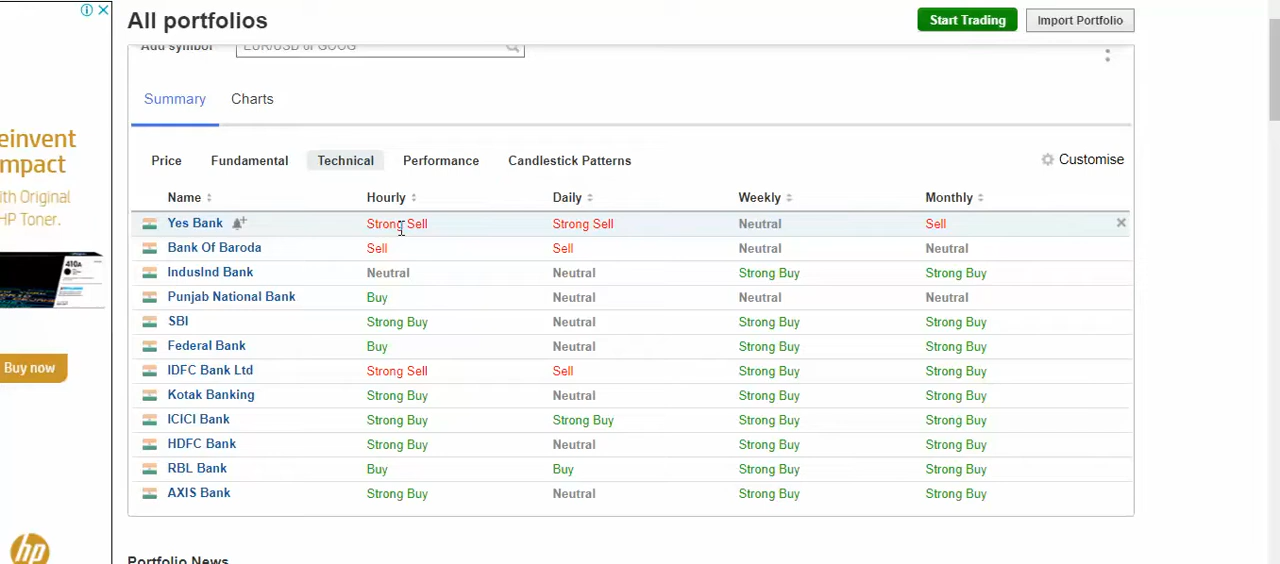 All portfolios
Start Trading
Import Portfolio
Add symbol
EUR/USD or GOOG
Summary Charts
Price Fundamental Technical Performance Candlestick Patterns Customise
Name Hourly Daily Weekly Monthly
Yes Bank Strong Sell Strong Sell Neutral Sell
Bank Of Baroda Sell Sell Neutral Neutral
IndusInd Bank Neutral Neutral Strong Buy Strong Buy
Punjab National Bank Buy Neutral Neutral Neutral
SBI Strong Buy Neutral Strong Buy Strong Buy
Federal Bank Buy Neutral Strong Buy Strong Buy
IDFC Bank Ltd Strong Sell Sell Strong Buy Strong Buy
Kotak Banking Strong Buy Neutral Strong Buy Strong Buy
ICICI Bank Strong Buy Strong Buy Strong Buy Strong Buy
HDFC Bank Strong Buy Neutral Strong Buy Strong Buy
RBL Bank Buy Buy Strong Buy Strong Buy
AXIS Bank Strong Buy Neutral Strong Buy Strong Buy
Portfolio News
einvent
mpact
ith Original
HP Toner.
410A
Buy now
hp